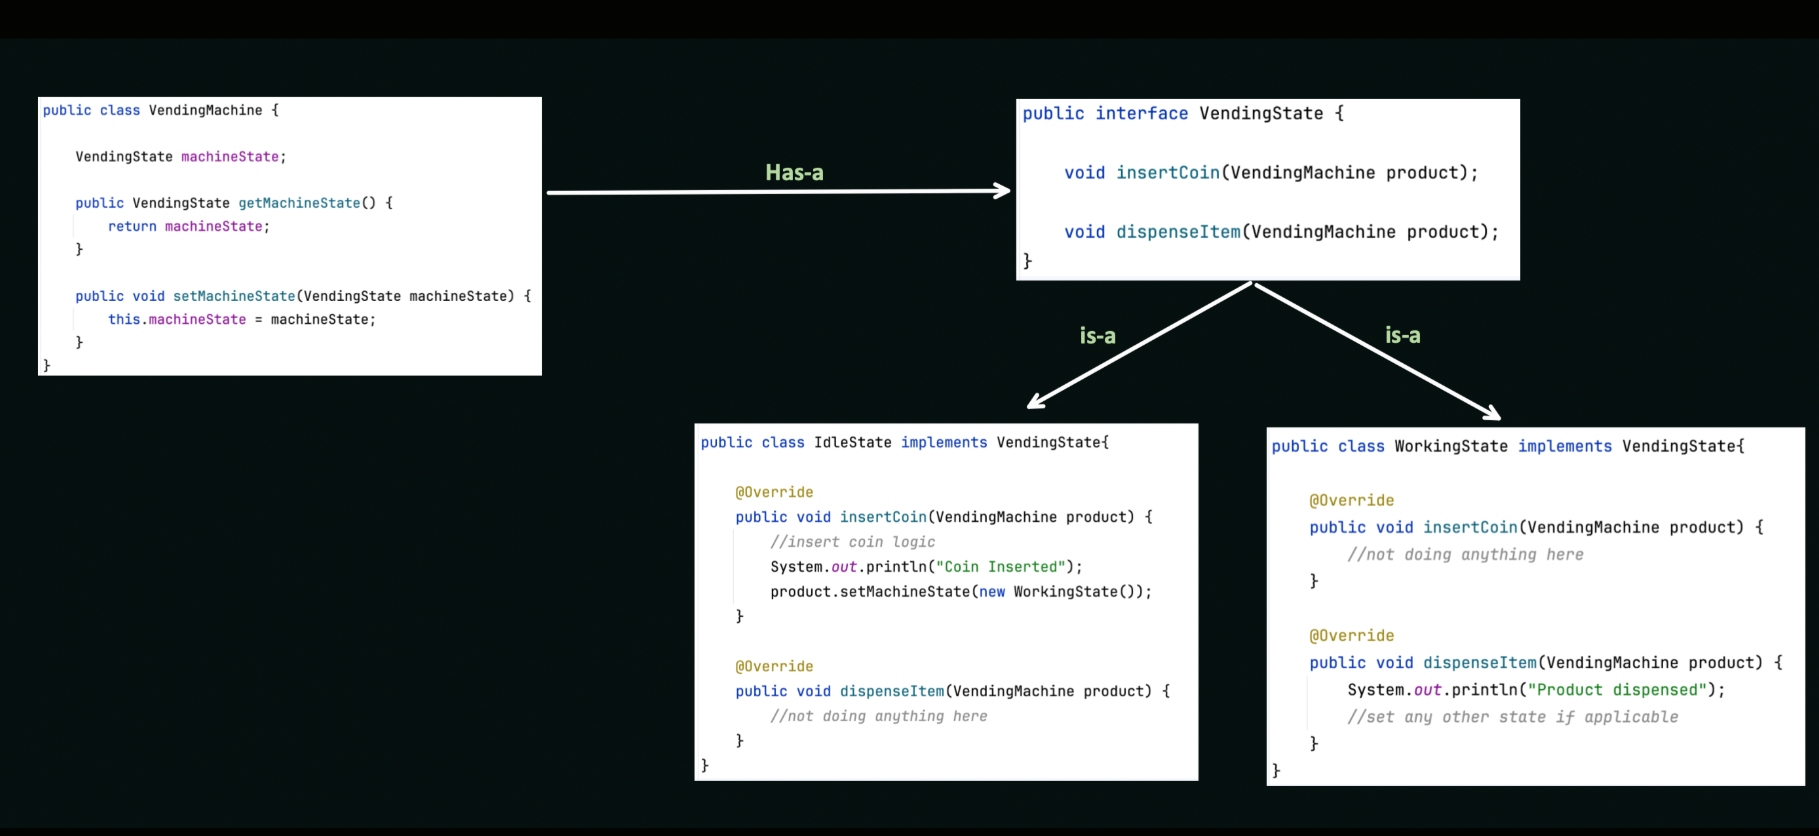 public class VendingMachine {
VendingState machineState;
public VendingState getMachineState() {
return machineState;
}
public void setMachineState(VendingState machineState) {
this.machineState = machineState;
}
}
Has-a
public interface VendingState {
void insertCoin(VendingMachine product);
void dispenseItem(VendingMachine product);
}
is-a
is-a
public class IdleState implements VendingState{
@Override
public void insertCoin(VendingMachine product) {
//insert coin logic
System.out.println("Coin Inserted");
product.setMachineState(new WorkingState());
}
@Override
public void dispenseItem(VendingMachine product) {
//not doing anything here
}
}
public class WorkingState implements VendingState{
@Override
public void insertCoin(VendingMachine product) {
//not doing anything here
}
@Override
public void dispenseItem(VendingMachine product) {
System.out.println("Product dispensed");
//set any other state if applicable
}
}